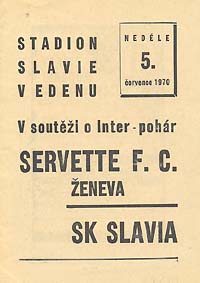 STADION
SLAVIE
V EDENU
NEDĚLE
5.
července 1970
V soutěži o Inter-pohár
SERVETTE F. C.
ŽENEVA
SK SLAVIA